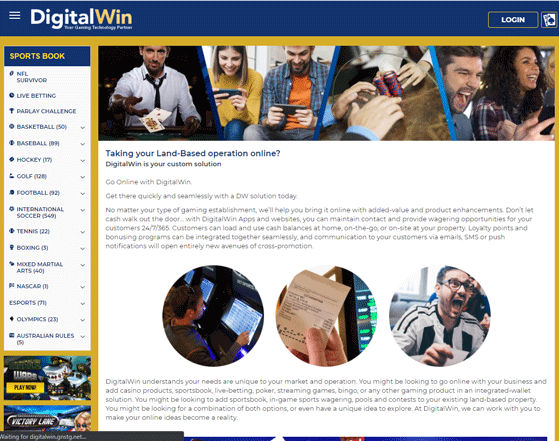 DigitalWin
Your Gaming Technology Partner
LOGIN
SPORTS BOOK
NFL
SURVIVOR
LIVE BETTING
PARLAY CHALLENGE
BASKETBALL (50)
BASEBALL (89)
HOCKEY (17)
GOLF (128)
FOOTBALL (92)
INTERNATIONAL
SOCCER (549)
TENNIS (22)
BOXING (3)
MIXED MARTIAL
ARTS (40)
NASCAR (1)
ESPORTS (71)
OLYMPICS (23)
AUSTRALIAN RULES
(5)
PLAY NOW!
VICTORY LANE
Waiting for digitalwin.gnstg.net...
Taking your Land-Based operation online?
DigitalWin is your custom solution
Go Online with DigitalWin.
Get there quickly and seamlessly with a DW solution today.
No matter your type of gaming establishment, we'll help you bring it online with added-value and product enhancements. Don't let
cash walk out the door... with DigitalWin Apps and websites, you can maintain contact and provide wagering opportunities for your
customers 24/7/365. Customers can load and use cash balances at home, on-the-go, or on-site at your property. Loyalty points and
bonusing programs can be integrated together seamlessly, and communication to your customers via emails, SMS or push
notifications will open entirely new avenues of cross-promotion.
DigitalWin understands your needs are unique to your market and operation. You might be looking to go online with your business and
add casino products, sportsbook, live-betting, poker, streaming games, bingo, or any other gaming product in an integrated-wallet
solution. You might be looking to add sportsbook, in-game sports wagering, pools and contests to your existing land-based property.
You might be looking for a combination of both options, or even have a unique idea to explore. At DigitalWin, we can work with you to
make your online ideas become a reality.